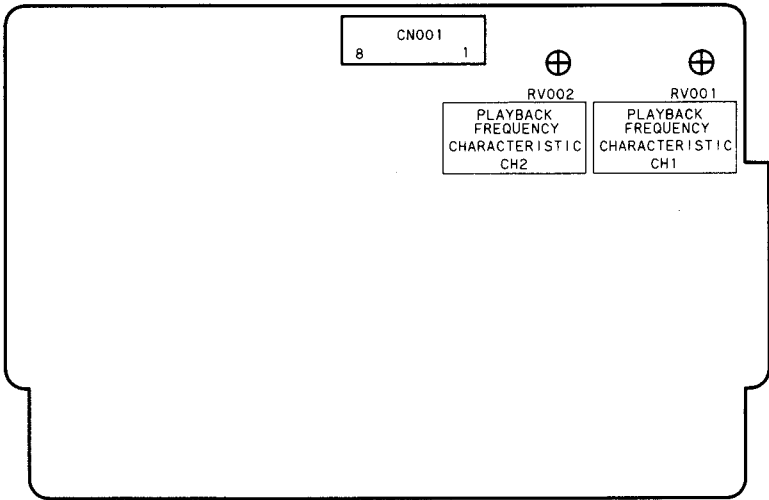 CN001
8 1
RV002
RV001
PLAYBACK
FREQUENCY
CHARACTERISTIC
CH2
PLAYBACK
FREQUENCY
CHARACTERISTIC
CH1